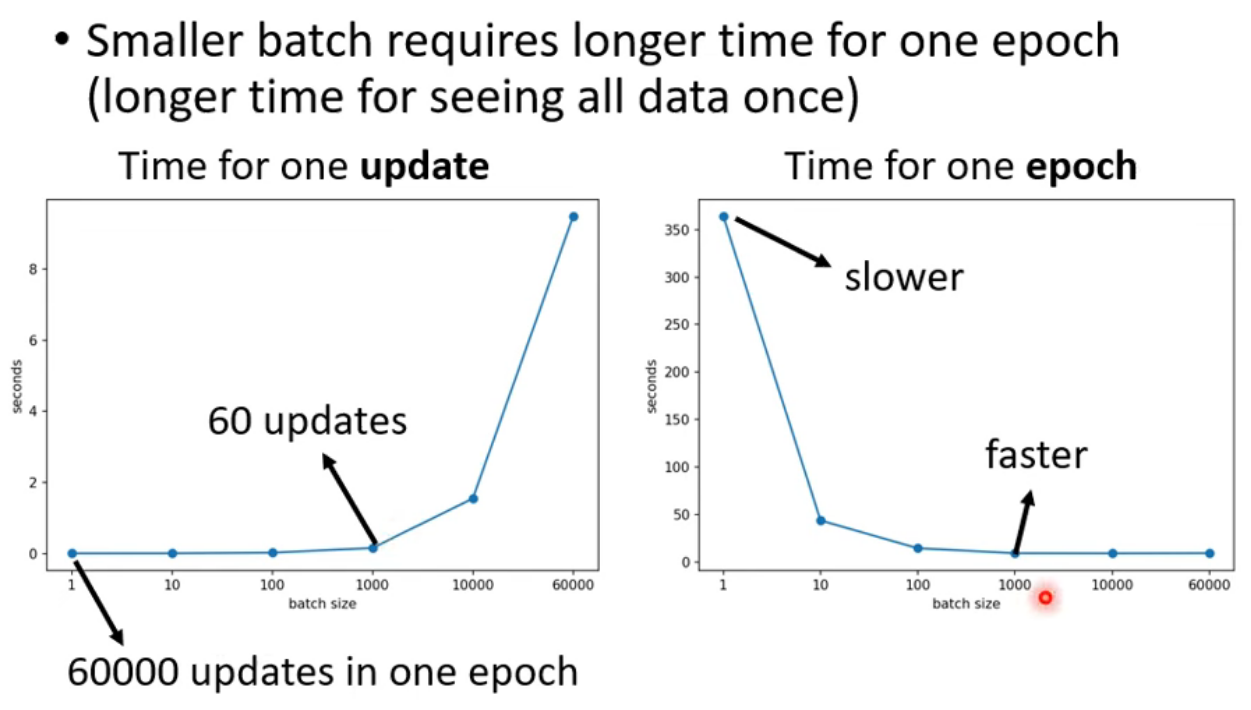 • Smaller batch requires longer time for one epoch
(longer time for seeing all data once)
Time for one update
8
6
4
2
0
seconds
1 10 100 1000 10000 60000
batch size
60 updates
60000 updates in one epoch
Time for one epoch
350
300
250
200
150
100
50
0
seconds
1 10 100 1000 10000 60000
batch size
slower
faster